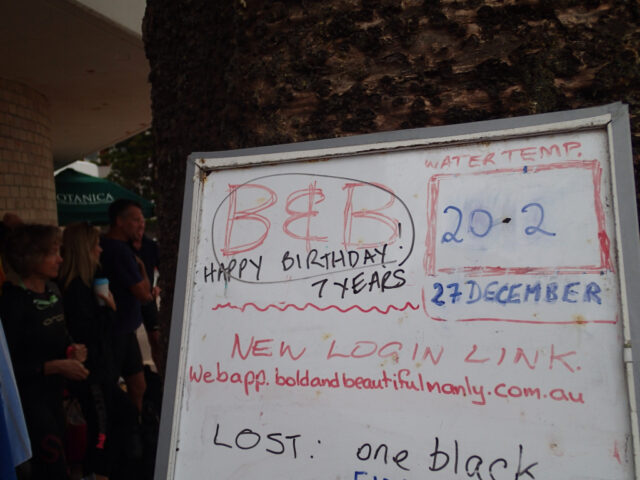 OTANICA
WATER TEMP.
20.2
27 DECEMBER
B & B
HAPPY BIRTHDAY!
7 YEARS
NEW LOGIN LINK.
webapp.boldandbeautifulmanly.com.au
LOST: one black